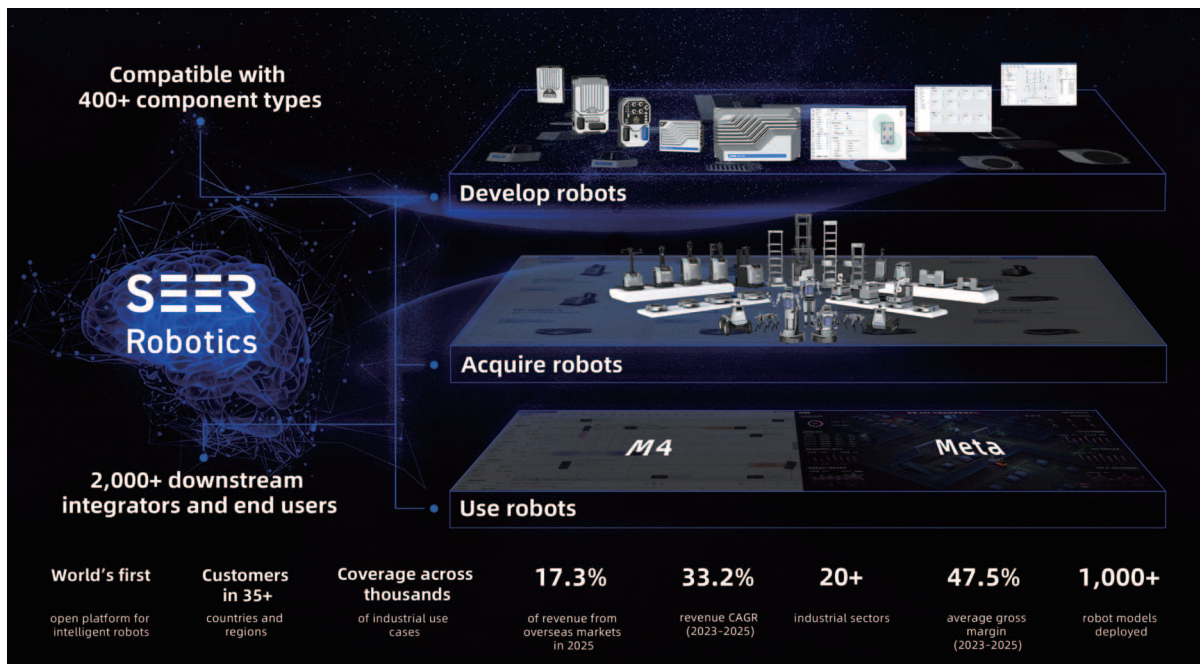 Compatible with
400+ component types
Develop robots
SEER
Robotics
Acquire robots
M4
Meta
2,000+ downstream
integrators and end users
Use robots
World's first
open platform for
intelligent robots
Customers
in 35+
countries and
regions
Coverage across
thousands
of industrial use
cases
17.3%
of revenue from
overseas markets
in 2025
33.2%
revenue CAGR
(2023–2025)
20+
industrial sectors
47.5%
average gross
margin
(2023–2025)
1,000+
robot models
deployed